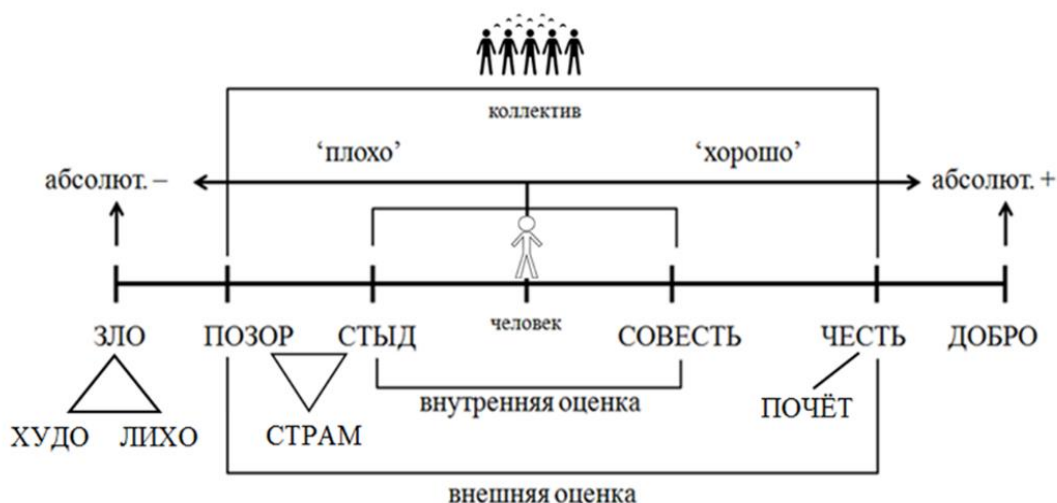 коллектив
‘плохо’ ‘хорошо’
абсолют. – абсолют. +
ЗЛО ПОЗОР СТЫД человек СОВЕСТЬ ЧЕСТЬ ДОБРО
внутренняя оценка
ПОЧЁТ
ХУДО ЛИХО СТРАМ
внешняя оценка